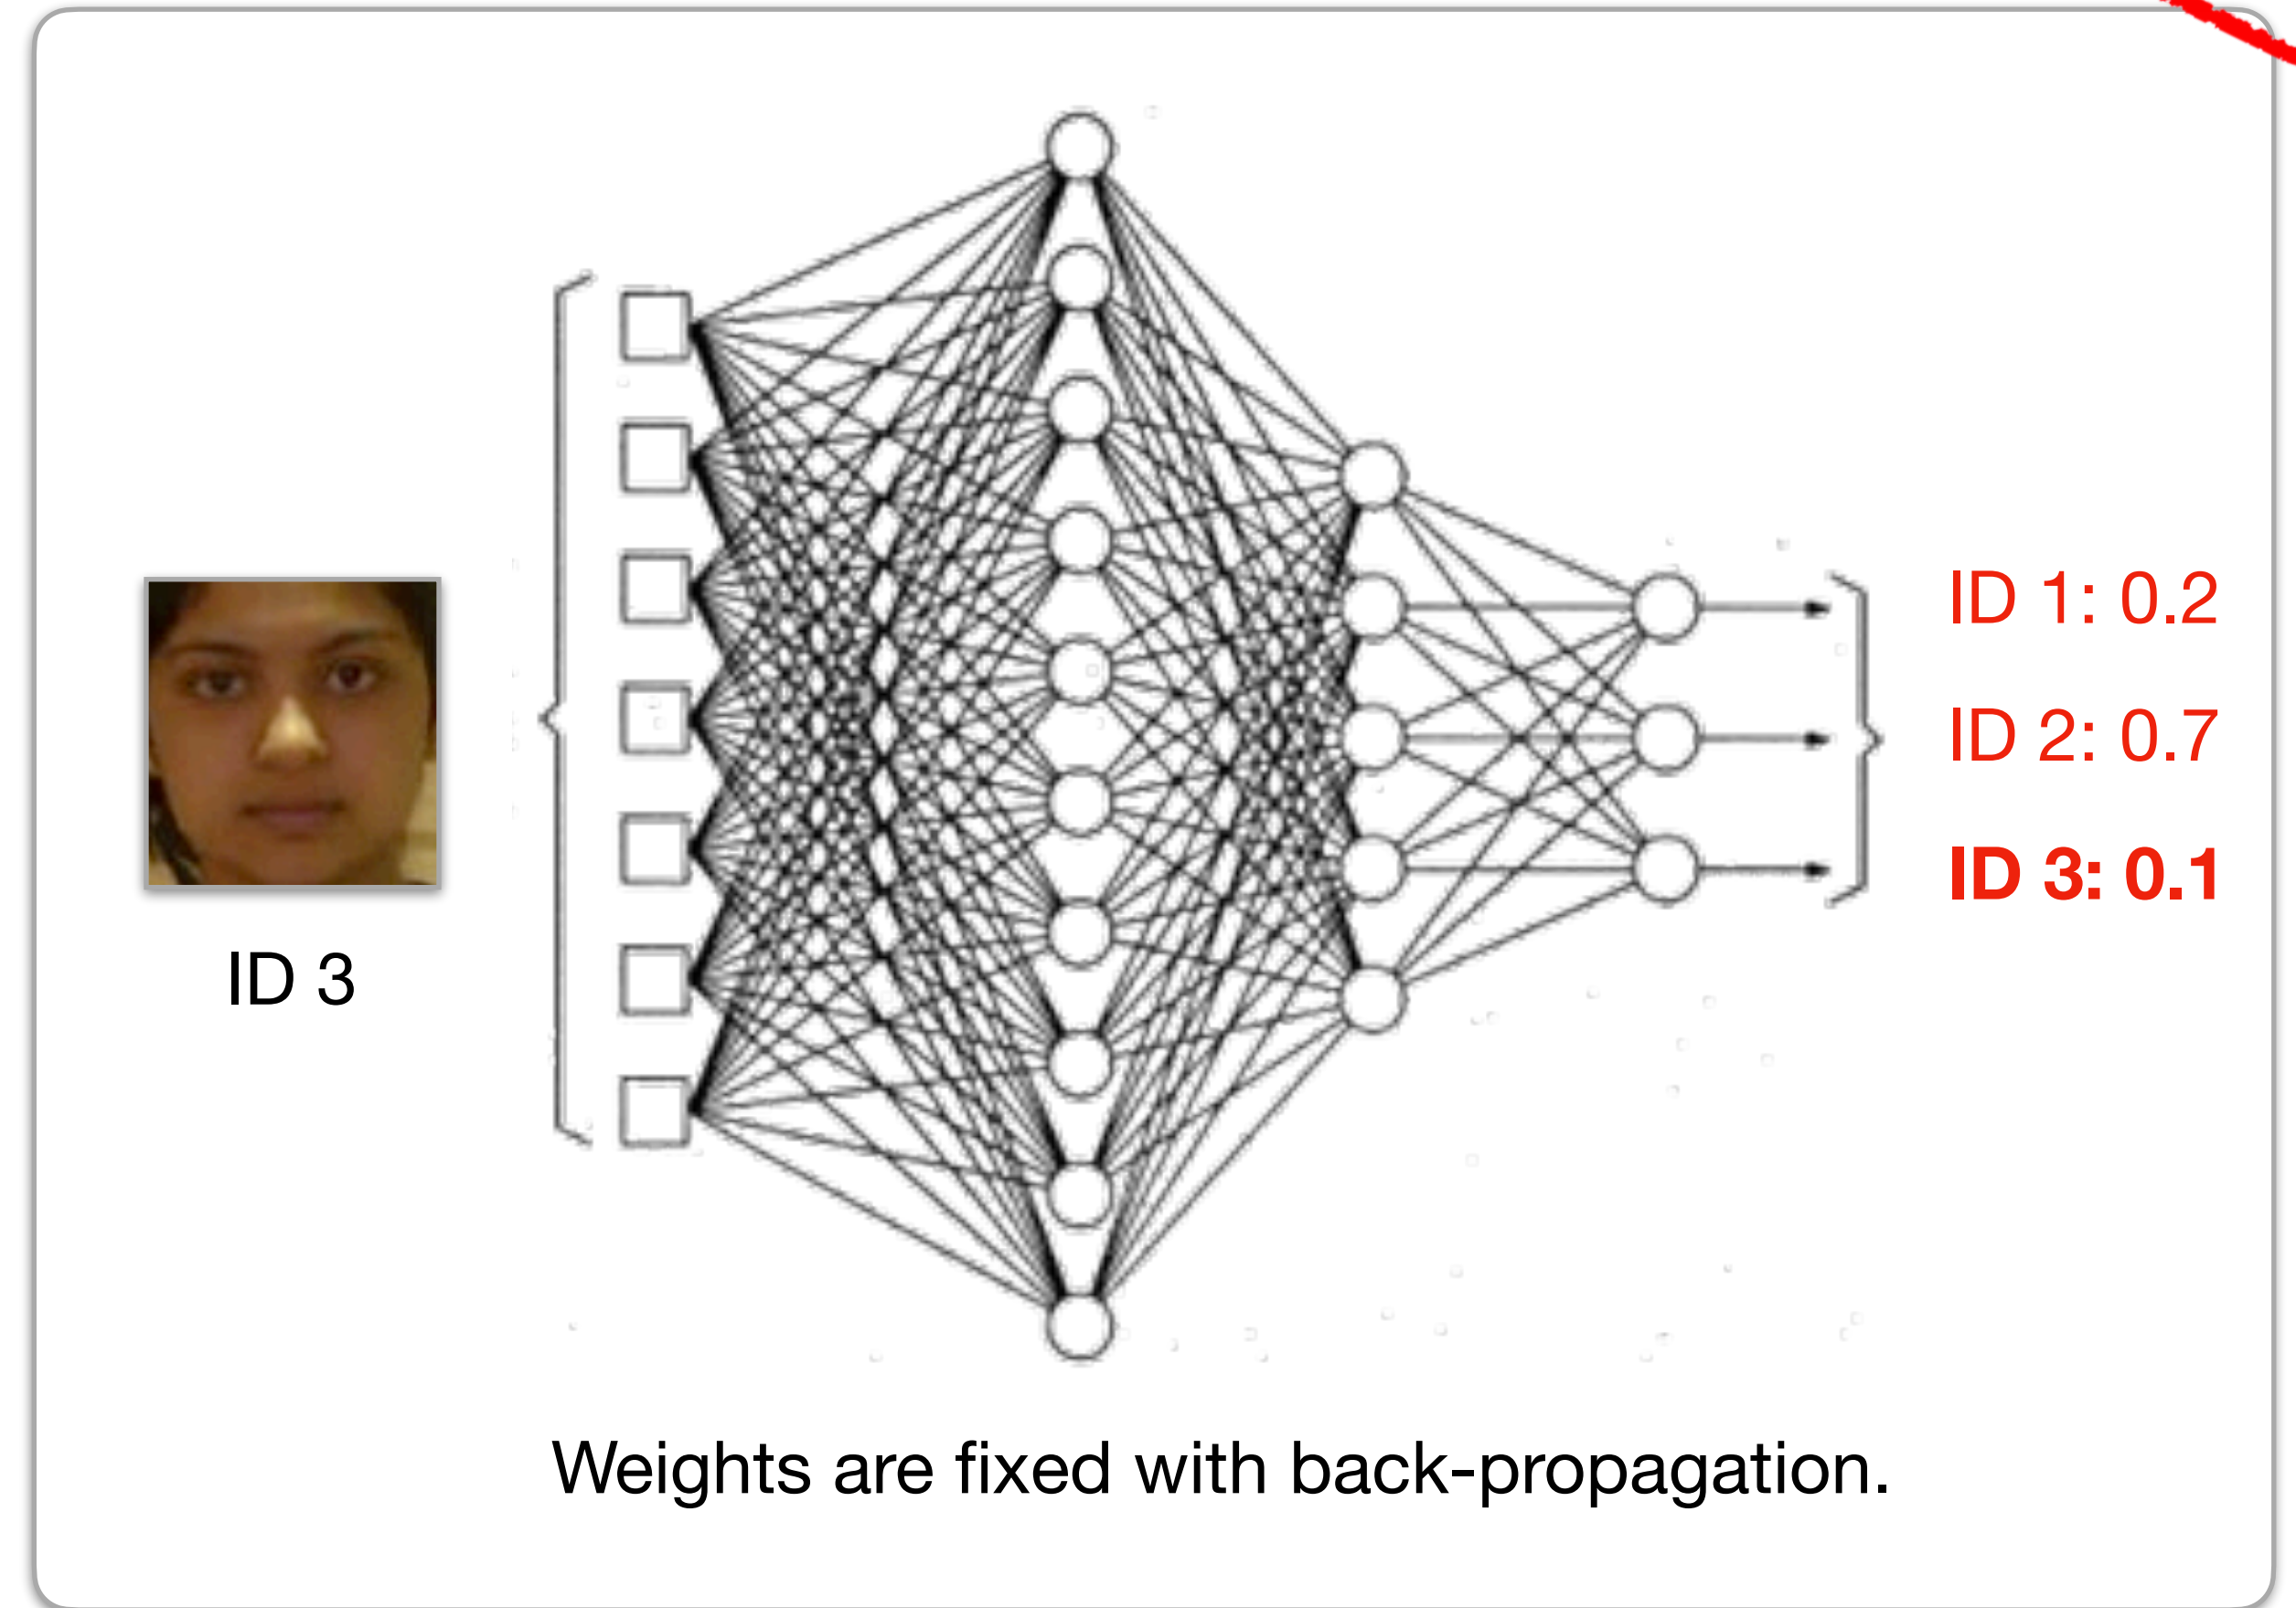 ID 1: 0.2
ID 2: 0.7
ID 3: 0.1
ID 3
Weights are fixed with back-propagation.